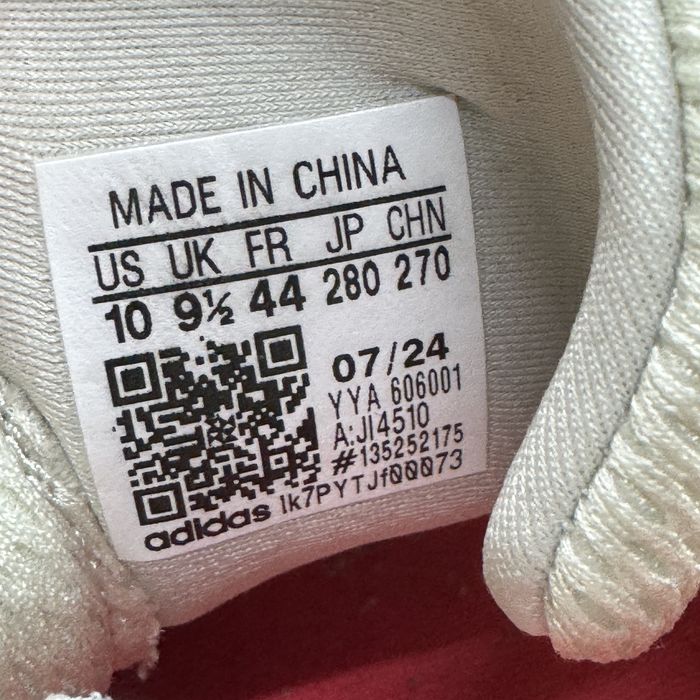 MADE IN CHINA
US UK FR JP CHN
10 9½ 44 280 270
07/24
YYA 606001
A:JI4510
#135252175
adidas Ik7PYTJf00073